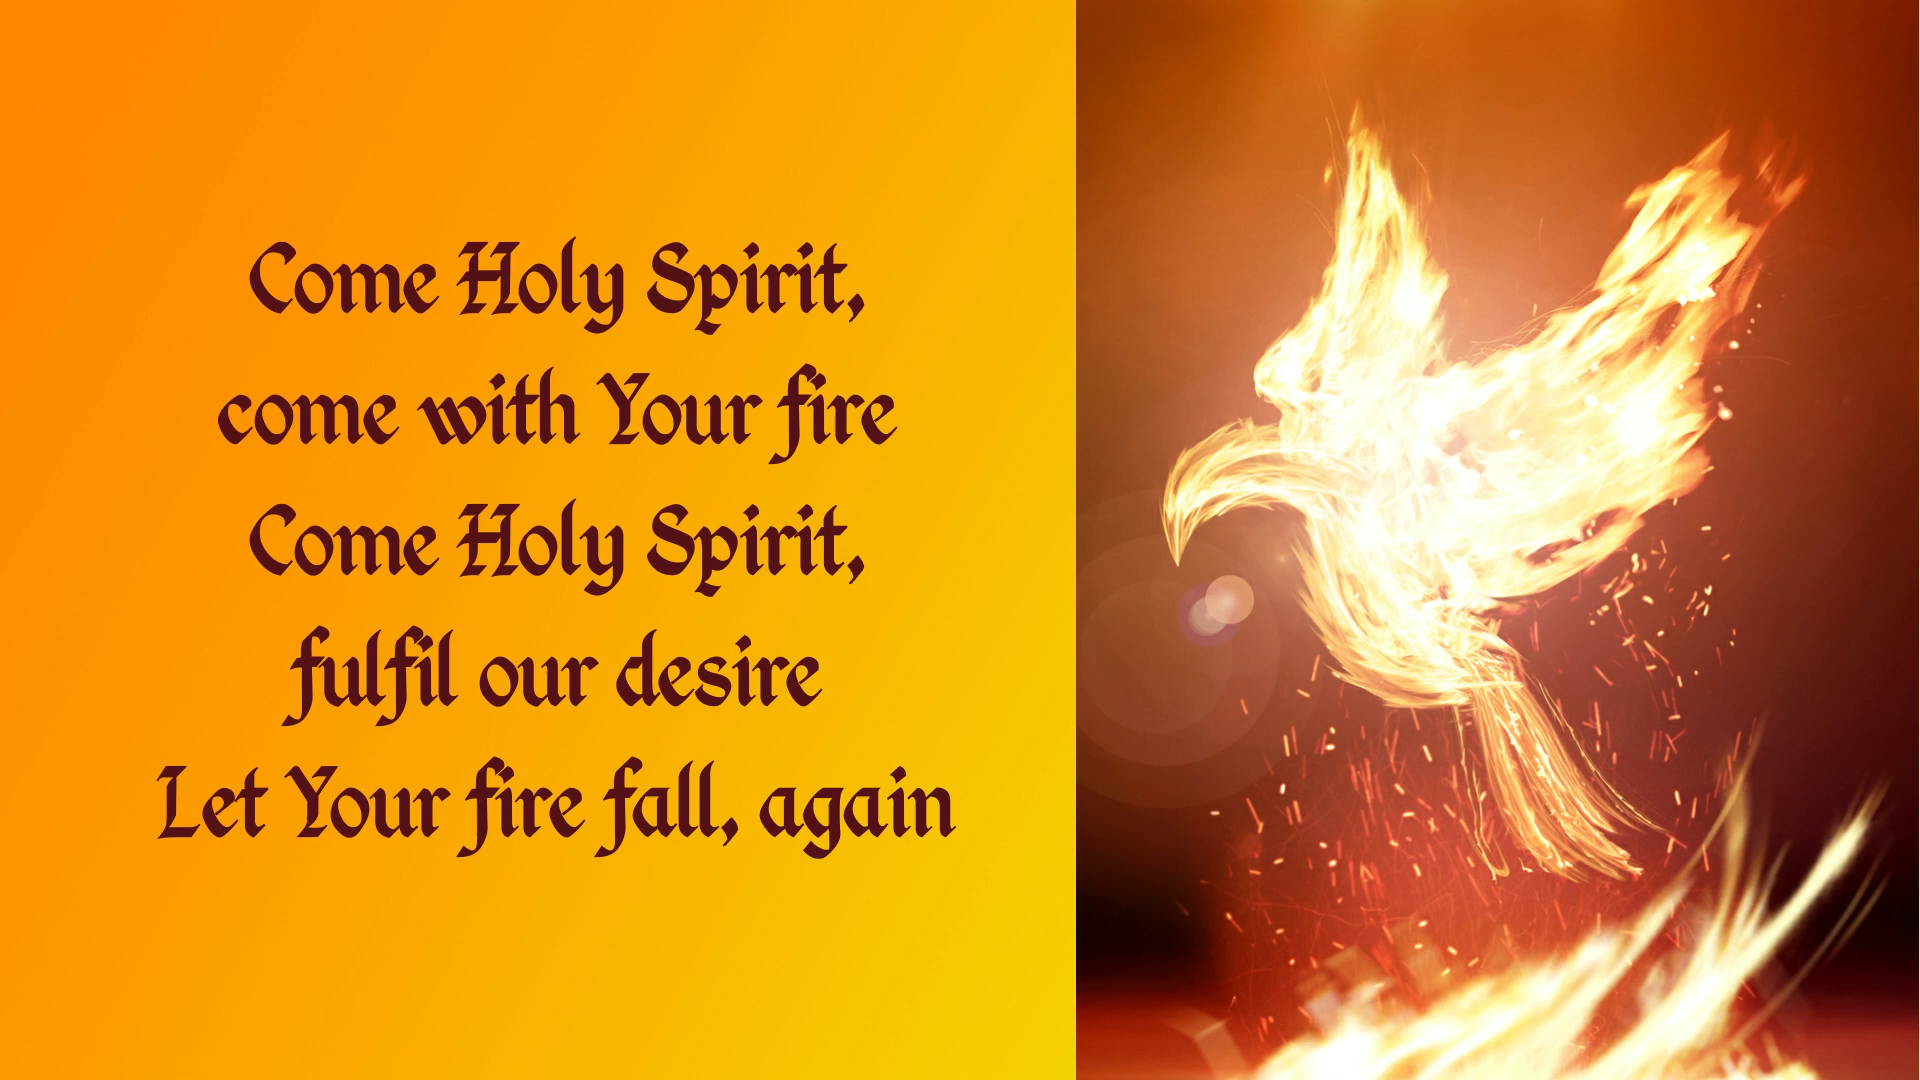 Come Holy Spirit,
come with Your fire
Come Holy Spirit,
fulfil our desire
Let Your fire fall, again